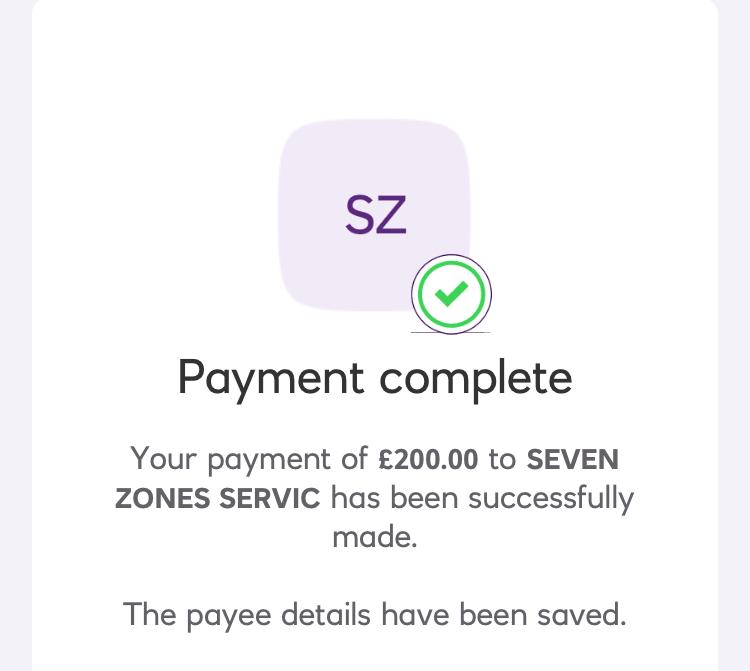 SZ
Payment complete
Your payment of £200.00 to SEVEN
ZONES SERVIC has been successfully
made.
The payee details have been saved.